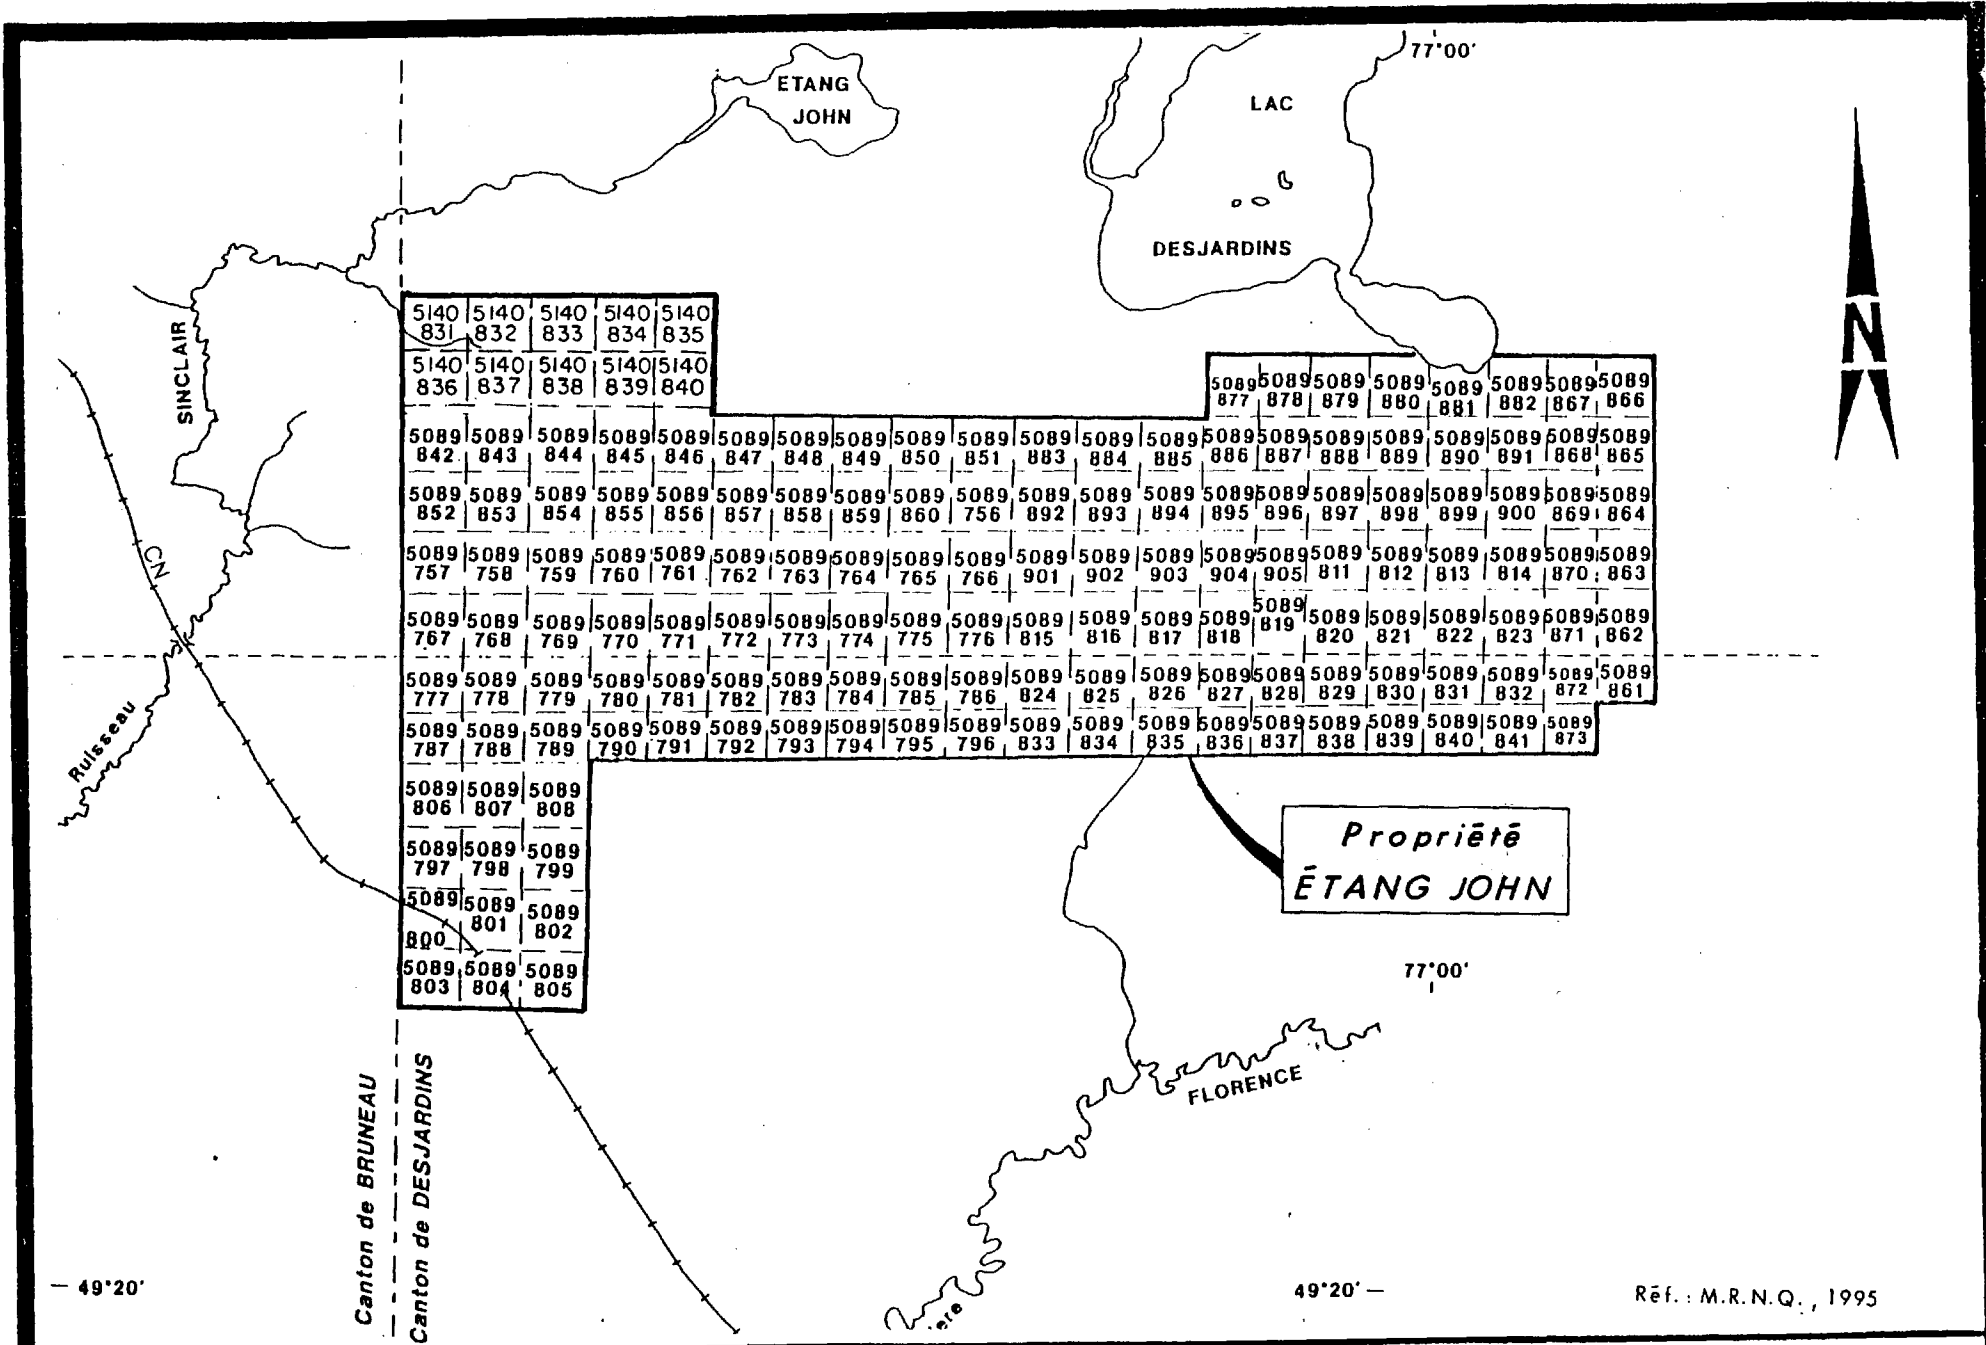 77°00'
ETANG
JOHN
LAC
DESJARDINS
N
SINCLAIR
CN
Ruisseau
5140 5140 5140 5140 5140
831 832 833 834 835
5140 5140 5140 5140 5140
836 837 838 839 840
5089 5089 5089 5089 5089 5089 5089 5089
877 878 879 880 881 882 867 866
5089 5089 5089 5089 5089 5089 5089 5089 5089 5089 5089 5089 5089 5089 5089 5089 5089 5089 5089 5089 5089
842 843 844 845 846 847 848 849 850 851 883 884 885 886 887 888 889 890 891 868 865
5089 5089 5089 5089 5089 5089 5089 5089 5089 5089 5089 5089 5089 5089 5089 5089 5089 5089 5089 5089 5089
852 853 854 855 856 857 858 859 860 756 892 893 894 895 896 897 898 899 900 869 864
5089 5089 5089 5089 5089 5089 5089 5089 5089 5089 5089 5089 5089 5089 5089 5089 5089 5089 5089 5089 5089
757 758 759 760 761 762 763 764 765 766 901 902 903 904 905 811 812 813 814 870 863
5089 5089 5089 5089 5089 5089 5089 5089 5089 5089 5089 5089 5089 5089 5089 5089 5089 5089 5089 5089 5089
767 768 769 770 771 772 773 774 775 776 815 816 817 818 819 820 821 822 823 871 862
5089 5089 5089 5089 5089 5089 5089 5089 5089 5089 5089 5089 5089 5089 5089 5089 5089 5089 5089 5089 5089
777 778 779 780 781 782 783 784 785 786 824 825 826 827 828 829 830 831 832 872 861
5089 5089 5089 5089 5089 5089 5089 5089 5089 5089 5089 5089 5089 5089 5089 5089 5089 5089 5089 5089
787 788 789 790 791 792 793 794 795 796 833 834 835 836 837 838 839 840 841 873
5089 5089 5089
806 807 808
5089 5089 5089
797 798 799
5089 5089 5089
800 801 802
5089 5089 5089
803 804 805
Propriété
ÉTANG JOHN
77°00'
FLORENCE
Canton de BRUNEAU
Canton de DESJARDINS
49°20'
49°20'
Réf. : M.R.N.Q., 1995